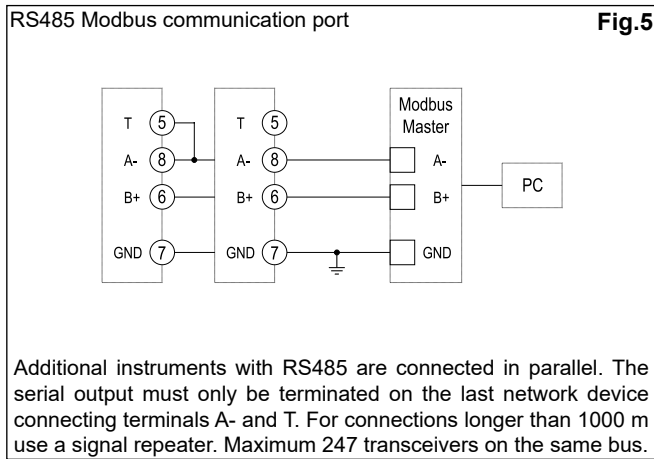 RS485 Modbus communication port
Fig.5
Modbus
Master
T 5 T 5
A- 8 A- 8 A-
B+ 6 B+ 6 B+
PC
GND 7 GND 7 GND
Additional instruments with RS485 are connected in parallel. The
serial output must only be terminated on the last network device
connecting terminals A- and T. For connections longer than 1000 m
use a signal repeater. Maximum 247 transceivers on the same bus.